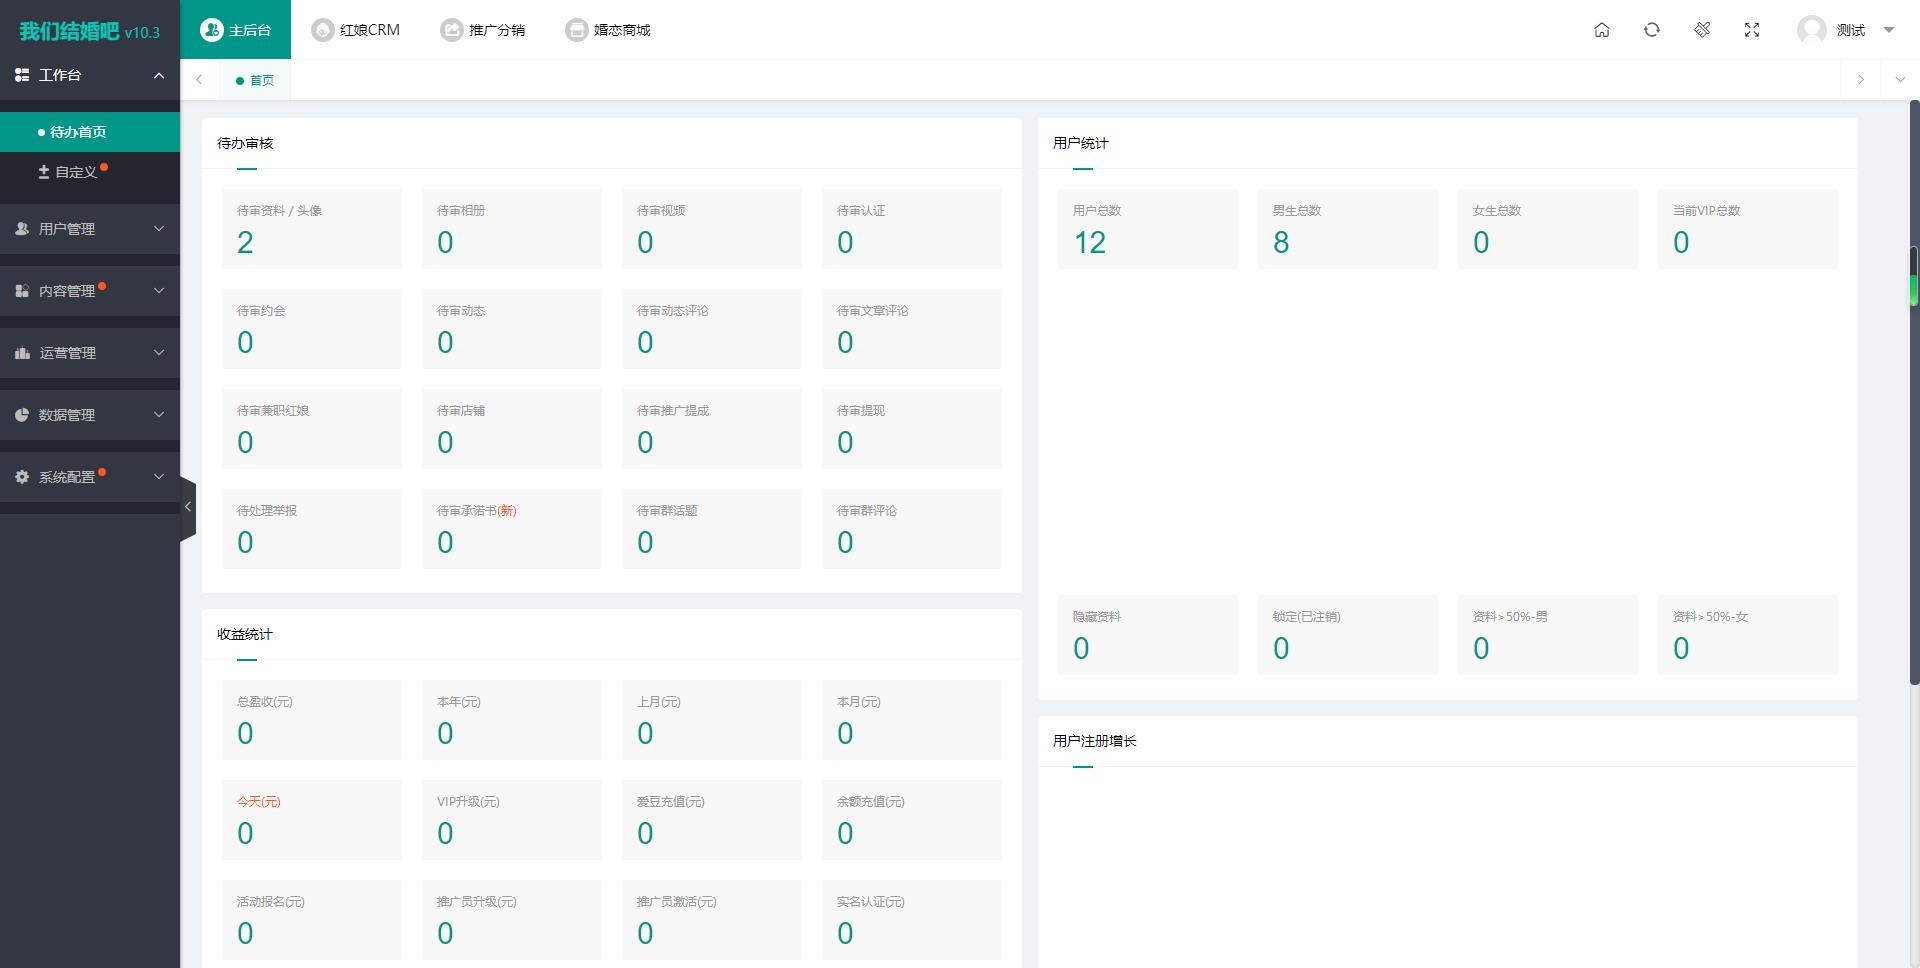 我们结婚吧 v10.3
主后台
红娘CRM
推广分销
婚恋商城
测试
首页
工作台
待办首页
自定义
用户管理
内容管理
运营管理
数据管理
系统配置
待办审核
待审资料 / 头像
2
待审相册
0
待审视频
0
待审认证
0
待审约会
0
待审动态
0
待审动态评论
0
待审文章评论
0
待审兼职红娘
0
待审店铺
0
待审推广提成
0
待审提现
0
待处理举报
0
待审承诺书(新)
0
待审群话题
0
待审群评论
0
收益统计
总盈收(元)
0
本年(元)
0
上月(元)
0
本月(元)
0
今天(元)
0
VIP升级(元)
0
爱豆充值(元)
0
余额充值(元)
0
活动报名(元)
0
推广员升级(元)
0
推广员激活(元)
0
实名认证(元)
0
用户统计
用户总数
12
男生总数
8
女生总数
0
当前VIP总数
0
隐藏资料
0
锁定(已注销)
0
资料>50%-男
0
资料>50%-女
0
用户注册增长